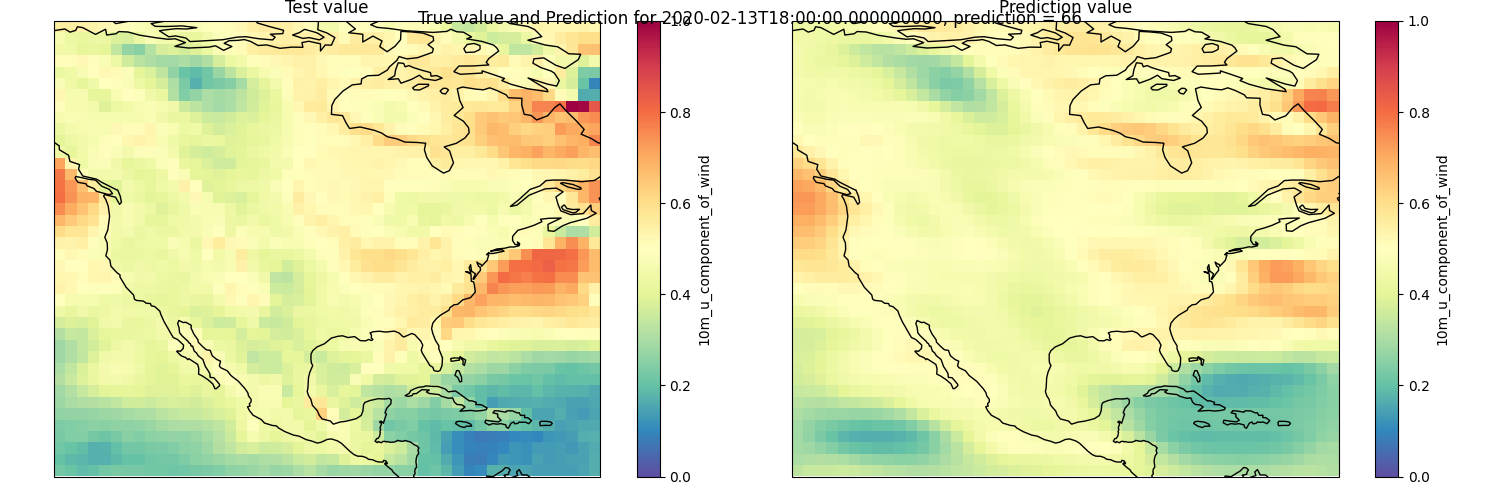 True value and Prediction for 2020-02-13T18:00:00.000000000, prediction = 66
Test value
Prediction value
1.0
0.8
0.6
0.4
0.2
0.0
10m_u_component_of_wind
1.0
0.8
0.6
0.4
0.2
0.0
10m_u_component_of_wind